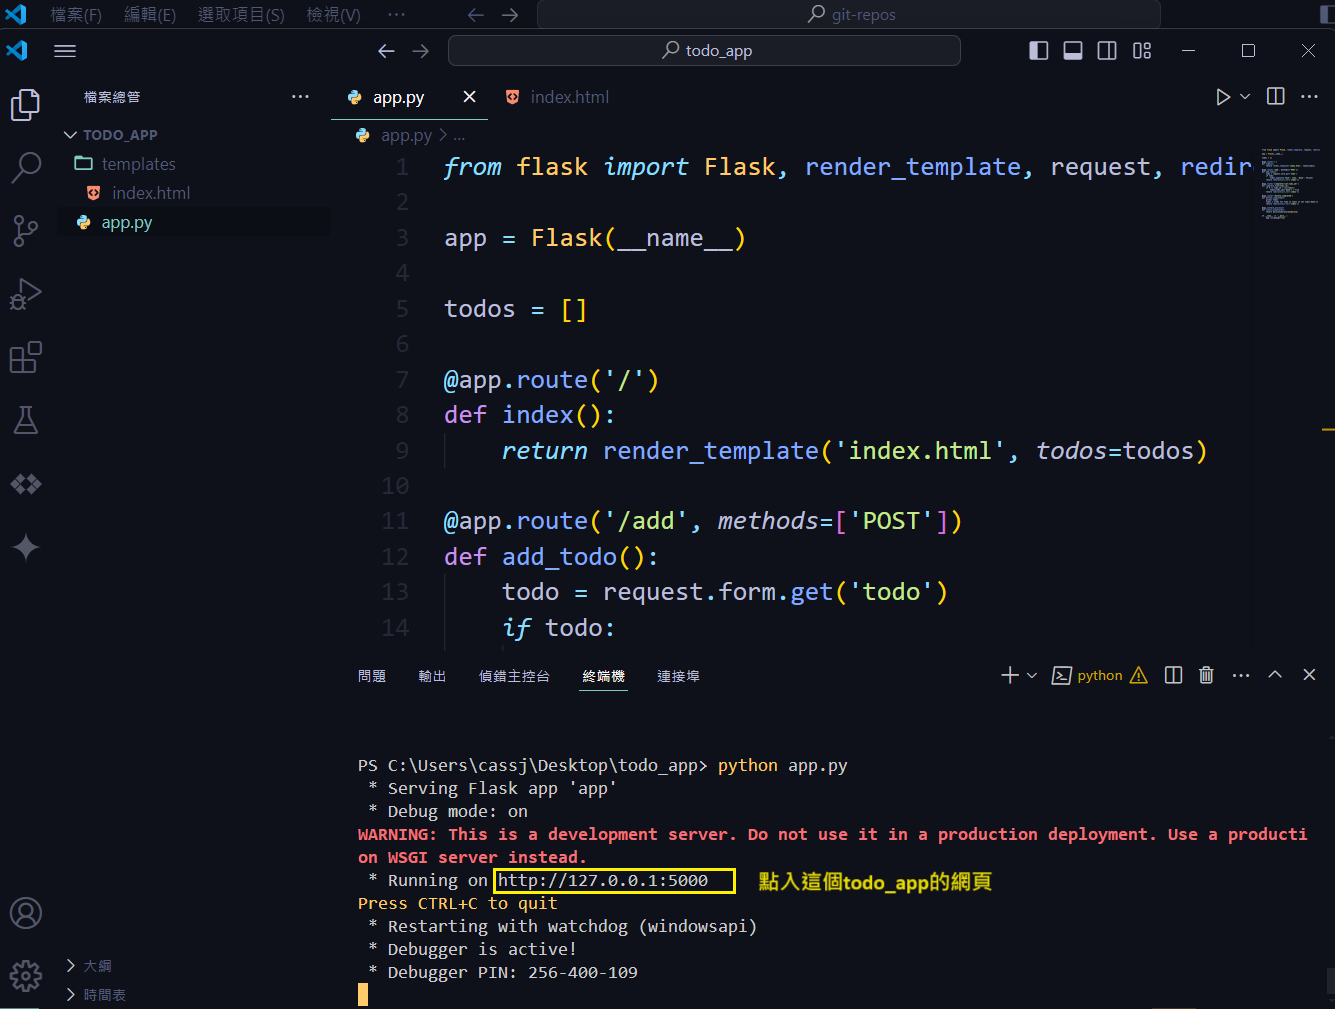 檔案(F) 編輯(E) 選取項目(S) 檢視(V) ··· git-repos
todo_app
檔案總管 ···
TODO_APP
templates
index.html
app.py
app.py index.html ···
app.py > ...
1 from flask import Flask, render_template, request, redir
2
3 app = Flask(__name__)
4
5 todos = []
6
7 @app.route('/')
8 def index():
9 return render_template('index.html', todos=todos)
10
11 @app.route('/add', methods=['POST'])
12 def add_todo():
13 todo = request.form.get('todo')
14 if todo:
問題 輸出 偵錯主控台 終端機 連接埠 python ···
PS C:\Users\cassj\Desktop\todo_app> python app.py
* Serving Flask app 'app'
* Debug mode: on
WARNING: This is a development server. Do not use it in a production deployment. Use a producti
on WSGI server instead.
* Running on http://127.0.0.1:5000 點入這個todo_app的網頁
Press CTRL+C to quit
* Restarting with watchdog (windowsapi)
* Debugger is active!
* Debugger PIN: 256-400-109
大綱
時間表